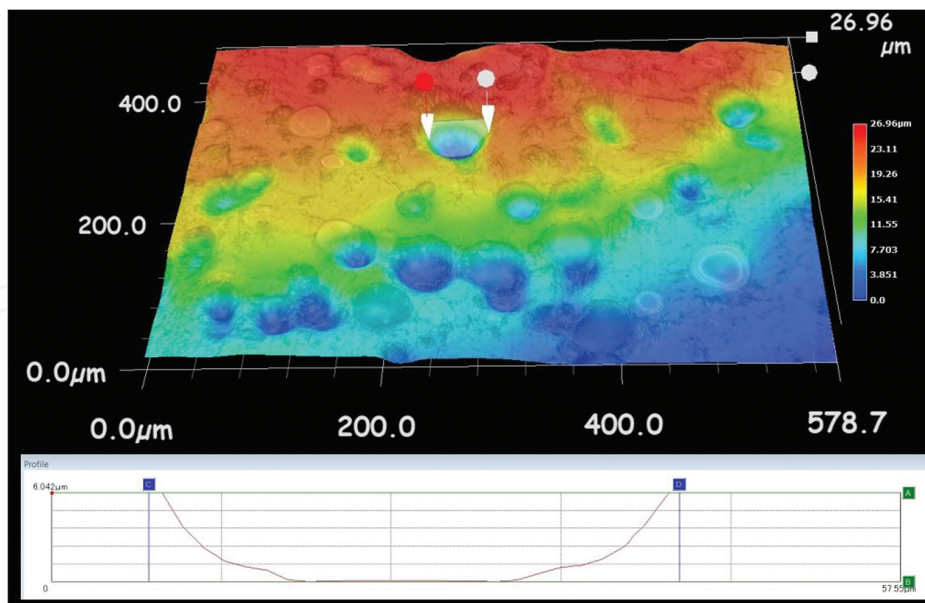 26.96
µm
400.0
26.96µm
23.11
19.26
15.41
11.55
7.703
3.851
0.0
200.0
0.0µm
0.0µm
200.0
400.0
578.7
Profile
6.042µm
C
D
A
B
0
57.55µm